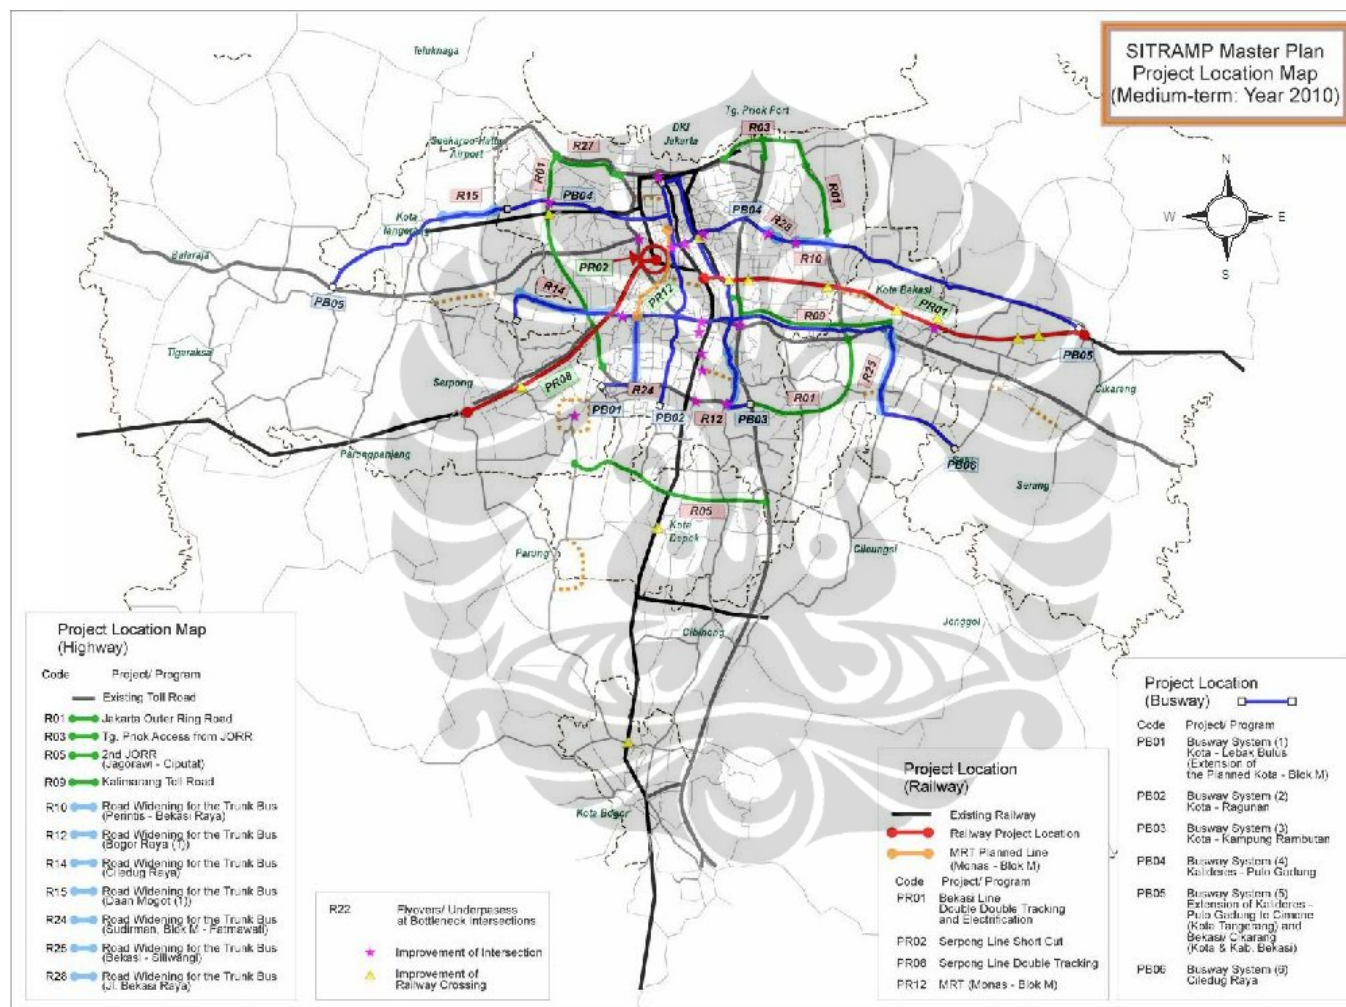 SITRAMP Master Plan
Project Location Map
(Medium-term: Year 2010)
Teluknaga
Tg. Priok Port
DKI
Jakarta
R03
Soekarno-Hatta
Airport
R27
R01
R15
PB04
PB04
R28
R01
N
W
E
S
Kota
Tangerang
Balaraja
PR02
R10
PB05
R14
PR12
Kota Bekasi
PR01
R09
PB05
Tigaraksa
Serpong
PR08
R24
R25
Cikarang
PB01
PB02
R12
PB03
R01
Parungpanjang
PB06
Serang
R05
Kota
Depok
Parung
Cileungsi
Cibinong
Jonggol
Kota Bogor
Project Location Map
(Highway)
Code Project/ Program
Existing Toll Road
R01 Jakarta Outer Ring Road
R03 Tg. Priok Access from JORR
R05 2nd JORR
(Jagorawi - Ciputat)
R09 Kalimarang Toll Road
R10 Road Widening for the Trunk Bus
(Perintis - Bekasi Raya)
R12 Road Widening for the Trunk Bus
(Bogor Raya (1))
R14 Road Widening for the Trunk Bus
(Ciledug Raya)
R15 Road Widening for the Trunk Bus
(Daan Mogot (1))
R24 Road Widening for the Trunk Bus
(Sudirman, Blok M - Fatmawati)
R25 Road Widening for the Trunk Bus
(Bekasi - Siliwangi)
R28 Road Widening for the Trunk Bus
(Jl. Bekasi Raya)
R22 Flyovers/ Underpasess
at Bottleneck Intersections
Improvement of Intersection
Improvement of
Railway Crossing
Project Location
(Railway)
Existing Railway
Railway Project Location
MRT Planned Line
(Monas - Blok M)
Code Project/ Program
PR01 Bekasi Line
Double Double Tracking
and Electrification
PR02 Serpong Line Short Cut
PR08 Serpong Line Double Tracking
PR12 MRT (Monas - Blok M)
Project Location
(Busway)
Code Project/ Program
PB01 Busway System (1)
Kota - Lebak Bulus
(Extension of
the Planned Kota - Blok M)
PB02 Busway System (2)
Kota - Ragunan
PB03 Busway System (3)
Kota - Kampung Rambutan
PB04 Busway System (4)
Kalideres - Pulo Gadung
PB05 Busway System (5)
Extension of Kalideres -
Pulo Gadung to Cimone
(Kota Tangerang) and
Bekasi/ Cikarang
(Kota & Kab. Bekasi)
PB06 Busway System (6)
Ciledug Raya